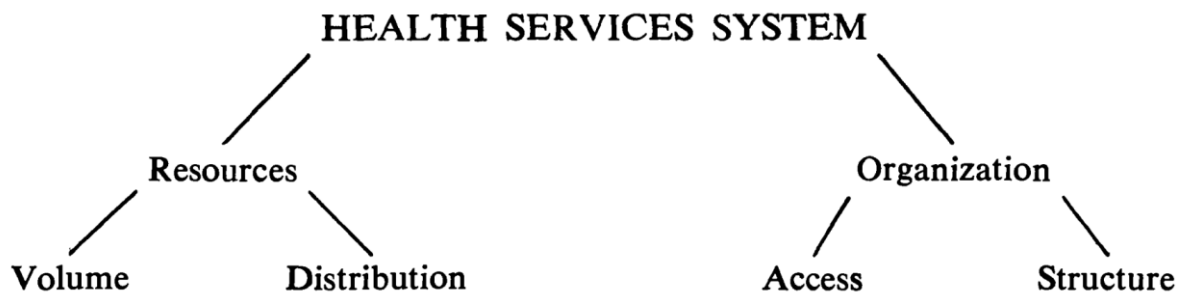 HEALTH SERVICES SYSTEM
Resources Organization
Volume Distribution Access Structure